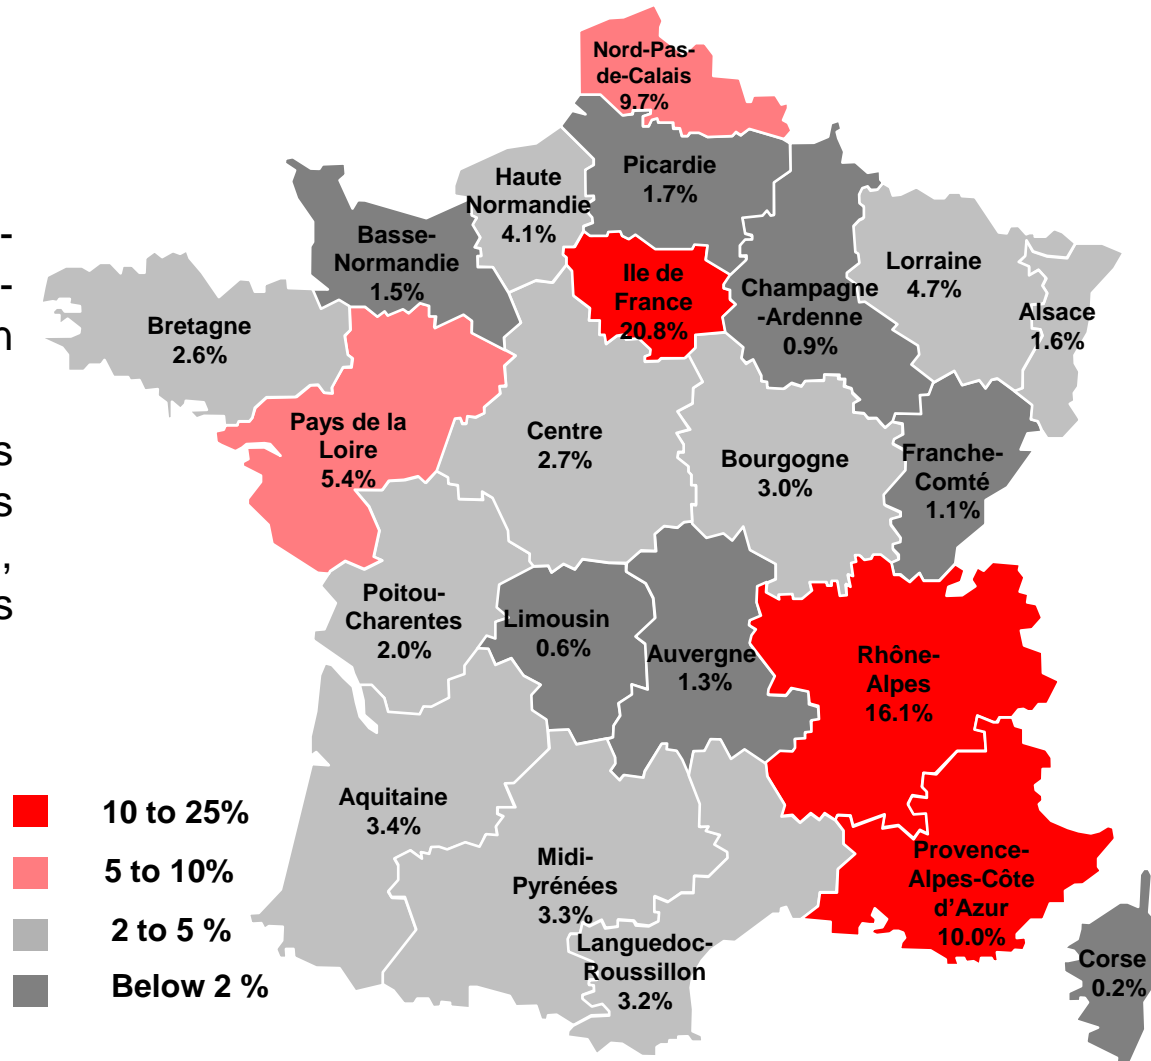 Nord-Pas-
de-Calais
9.7%
Picardie
1.7%
Haute
Normandie
4.1%
Basse-
Normandie
1.5%
Ile de
France
20.8%
Champagne
-Ardenne
0.9%
Lorraine
4.7%
Alsace
1.6%
Bretagne
2.6%
Pays de la
Loire
5.4%
Centre
2.7%
Bourgogne
3.0%
Franche-
Comté
1.1%
Poitou-
Charentes
2.0%
Limousin
0.6%
Auvergne
1.3%
Rhône-
Alpes
16.1%
Aquitaine
3.4%
Midi-
Pyrénées
3.3%
Languedoc-
Roussillon
3.2%
Provence-
Alpes-Côte
d’Azur
10.0%
Corse
0.2%
10 to 25%
5 to 10%
2 to 5 %
Below 2 %
-
-
n
s
s
,
s